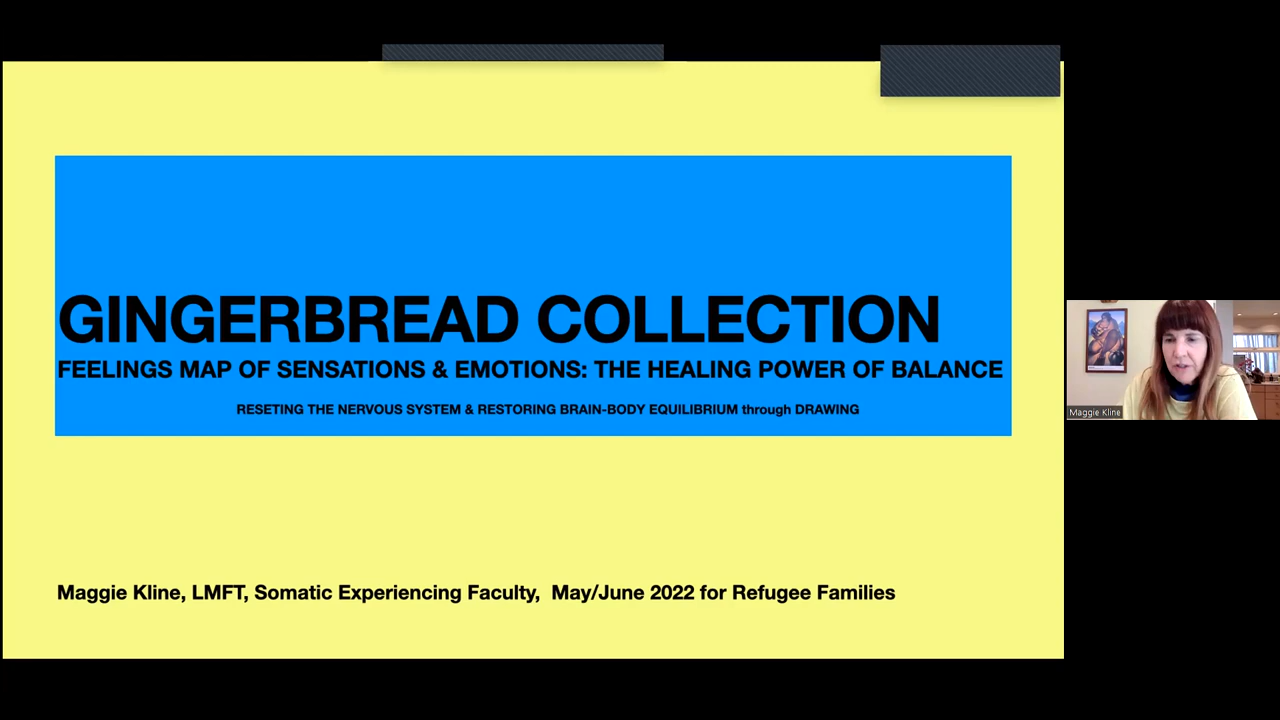 GINGERBREAD COLLECTION
FEELINGS MAP OF SENSATIONS & EMOTIONS: THE HEALING POWER OF BALANCE
RESETING THE NERVOUS SYSTEM & RESTORING BRAIN-BODY EQUILIBRIUM through DRAWING
Maggie Kline
Maggie Kline, LMFT, Somatic Experiencing Faculty, May/June 2022 for Refugee Families